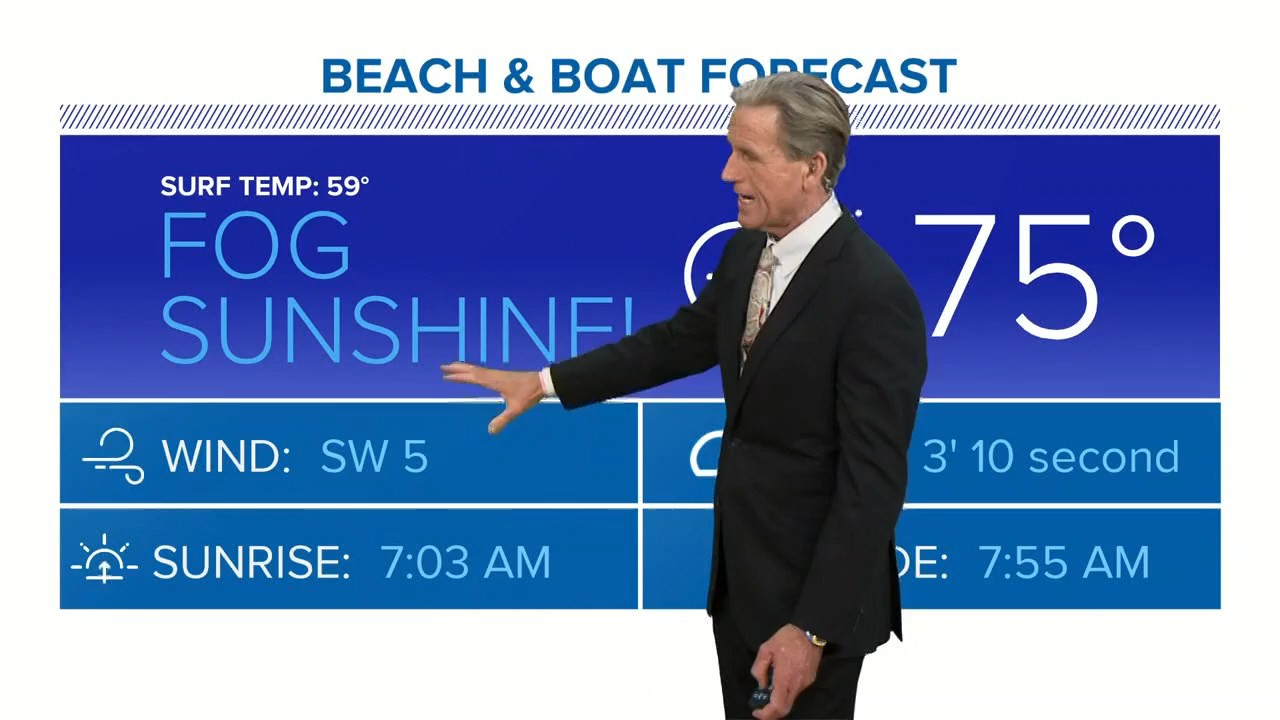 BEACH & BOAT FORECAST
SURF TEMP: 59°
FOG
SUNSHINE!
75°
WIND: SW 5
3' 10 second
SUNRISE: 7:03 AM
7:55 AM